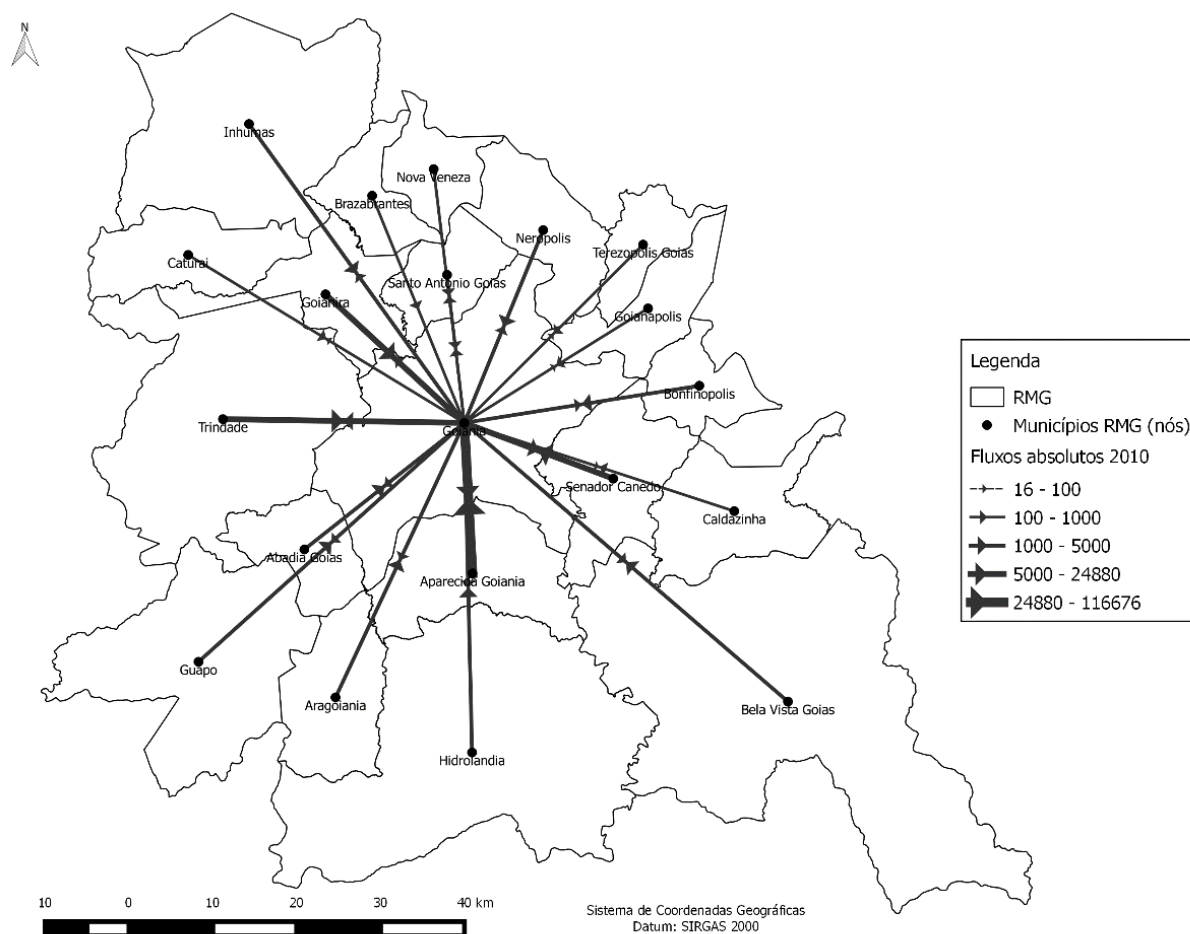 N
Inhumas
Nova Veneza
Brazabrantes
Neropolis
Terezopolis Goias
Caturai
Santo Antonio Goias
Goianira
Goianapolis
Bonfinopolis
Trindade
Goiania
Senador Canedo
Caldazinha
Abadia Goias
Aparecida Goiania
Guapo
Aragoiania
Bela Vista Goias
Hidrolandia
Legenda
RMG
Municípios RMG (nós)
Fluxos absolutos 2010
16 - 100
100 - 1000
1000 - 5000
5000 - 24880
24880 - 116676
10 0 10 20 30 40 km
Sistema de Coordenadas Geográficas
Datum: SIRGAS 2000